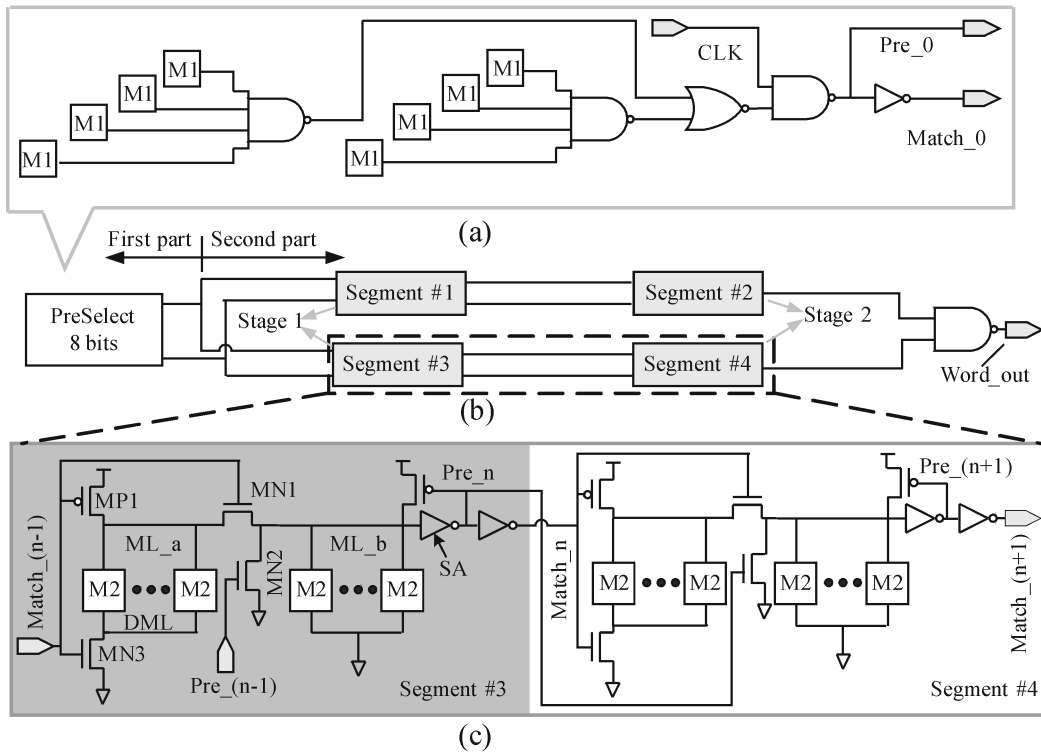 M1
M1
M1
M1
M1
M1
M1
M1
CLK
Pre_0
Match_0
(a)
First part
Second part
PreSelect
8 bits
Segment #1
Segment #2
Stage 1
Stage 2
Segment #3
Segment #4
Word_out
(b)
Match_(n-1)
MP1
MN1
ML_a
MN2
ML_b
Pre_n
SA
M2
M2
M2
M2
DML
MN3
Pre_(n-1)
Segment #3
Match_n
Pre_(n+1)
M2
M2
M2
M2
Match_(n+1)
Segment #4
(c)